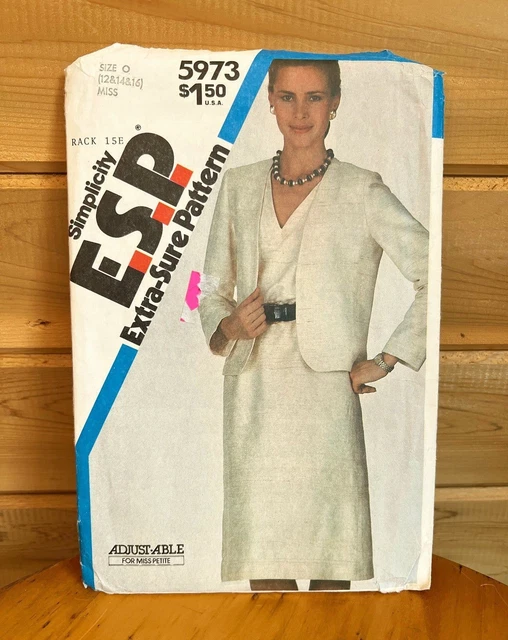 SIZE O
(12&14&16)
MISS
5973
$1.50
U.S.A.
RACK 15E
Simplicity®
E.S.P.
Extra-Sure Pattern
ADJUST-ABLE
FOR MISS PETITE